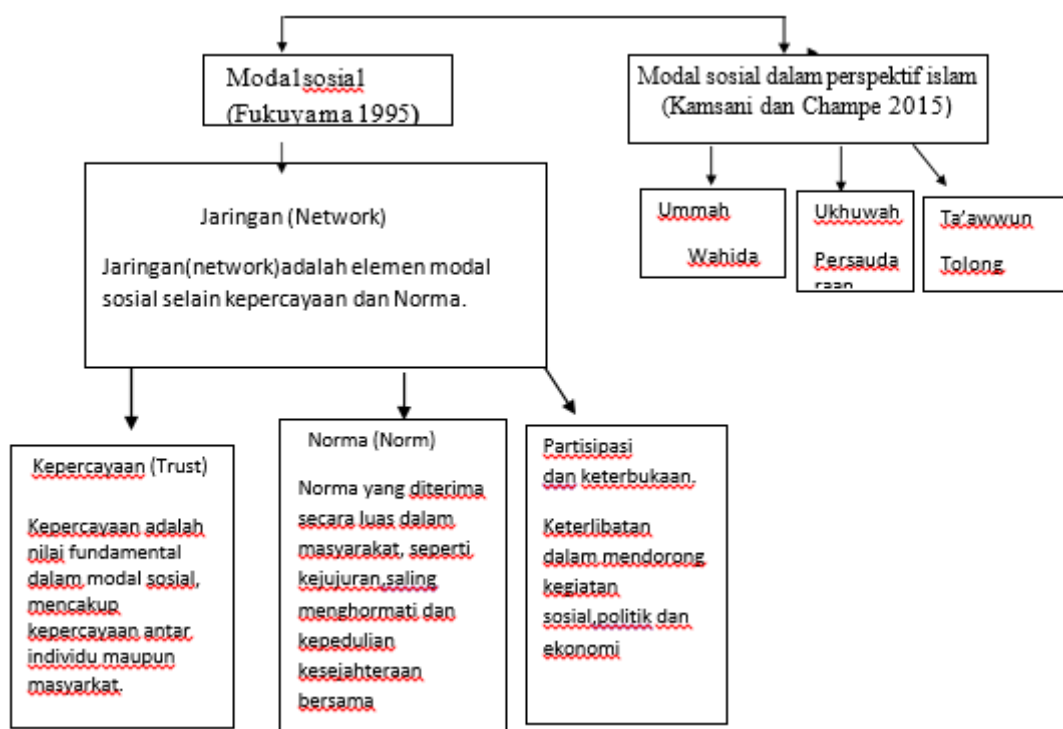 Modal sosial
(Fukuyama 1995)
Modal sosial dalam perspektif islam
(Kamsani dan Champe 2015)
Jaringan (Network)
Jaringan(network)adalah elemen modal
sosial selain kepercayaan dan Norma.
Ummah
Wahida
Ukhuwah
Persauda
raan
Ta’awwun
Tolong
Kepercayaan (Trust)
Kepercayaan adalah
nilai fundamental
dalam modal sosial,
mencakup
kepercayaan antar
individu maupun
masyarkat.
Norma (Norm)
Norma yang diterima
secara luas dalam
masyarakat, seperti
kejujuran,saling
menghormati dan
kepedulian
kesejahteraan
bersama
Partisipasi
dan keterbukaan.
Keterlibatan
dalam mendorong
kegiatan
sosial,politik dan
ekonomi